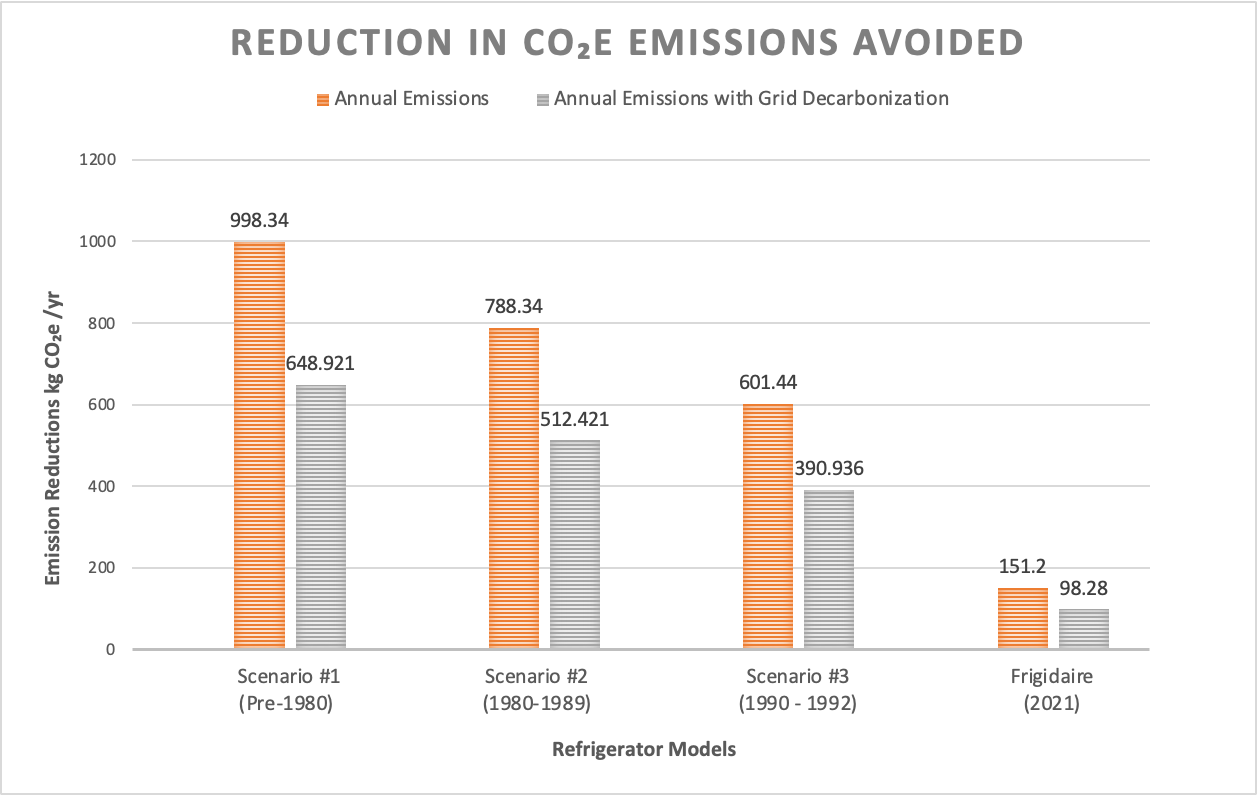 REDUCTION IN CO₂E EMISSIONS AVOIDED
Annual Emissions
Annual Emissions with Grid Decarbonization
Emission Reductions kg CO₂e /yr
1200
1000
800
600
400
200
0
998.34
648.921
788.34
512.421
601.44
390.936
151.2
98.28
Scenario #1
(Pre-1980)
Scenario #2
(1980-1989)
Scenario #3
(1990 - 1992)
Frigidaire
(2021)
Refrigerator Models